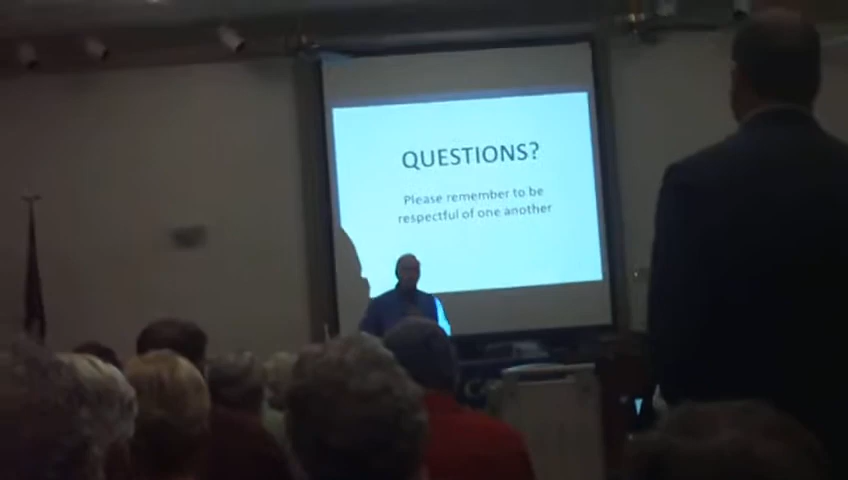 QUESTIONS?
Please remember to be
respectful of one another